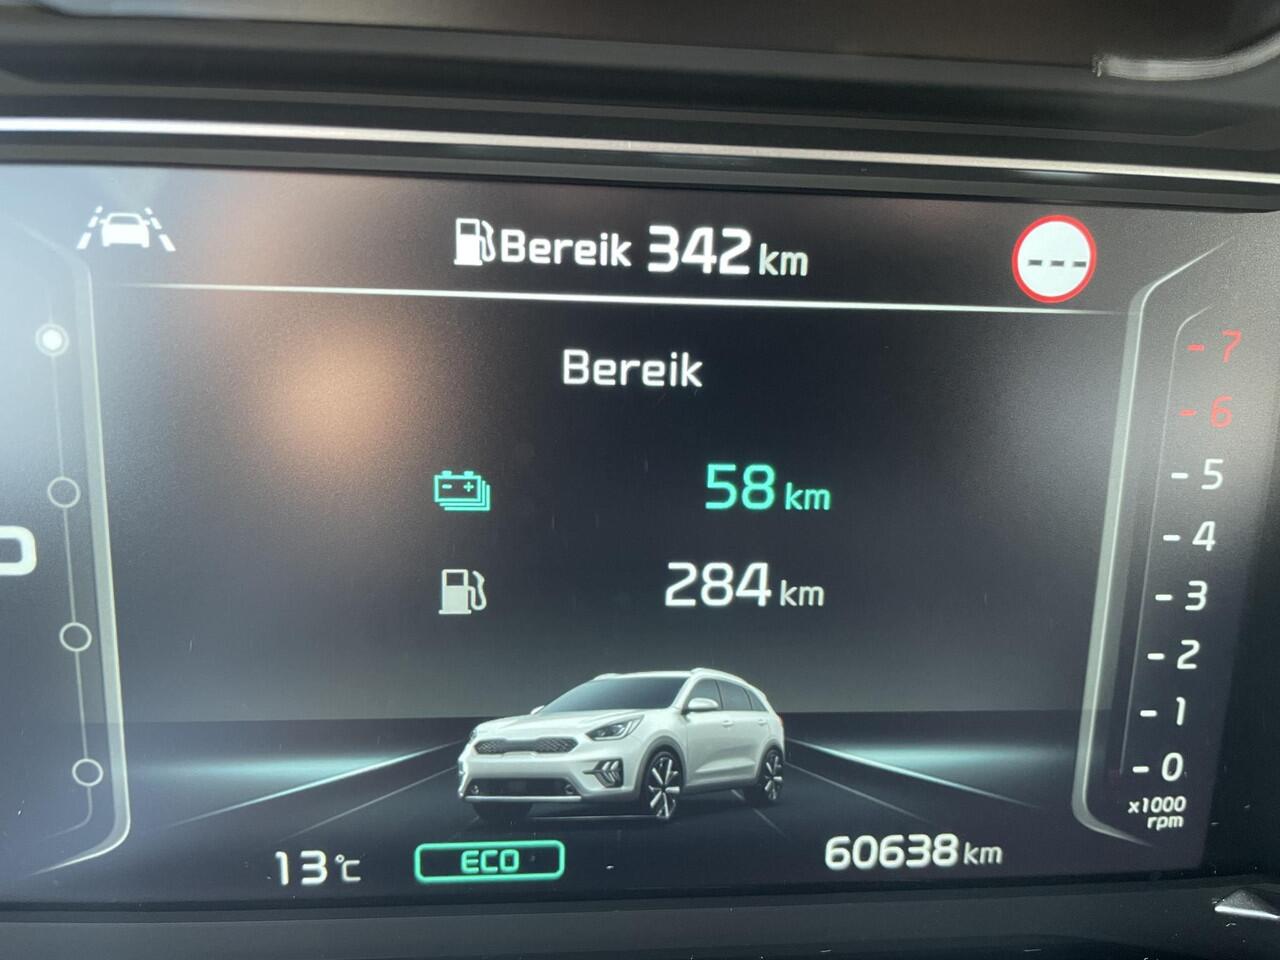 Bereik 342 km
---
Bereik
58 km
284 km
- 7
- 6
- 5
- 4
- 3
- 2
- 1
- 0
x1000
rpm
13 °C
ECO
60638 km